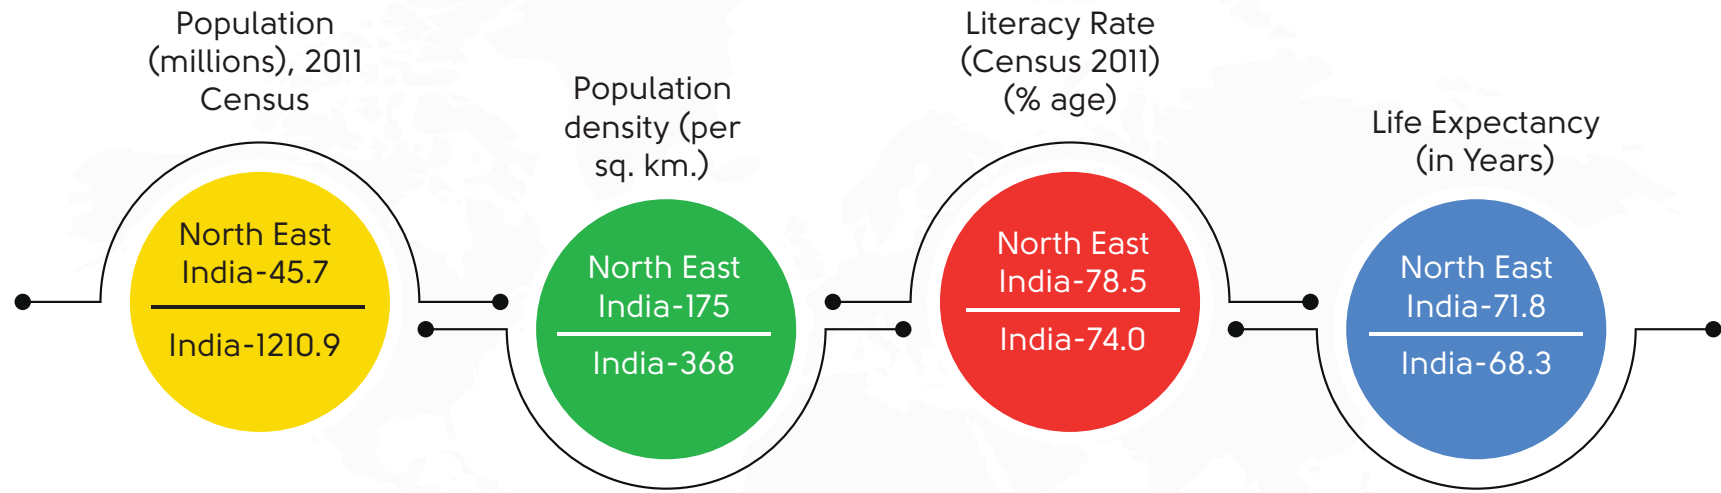 Population
(millions), 2011
Census
North East
India-45.7
India-1210.9
Population
density (per
sq. km.)
North East
India-175
India-368
Literacy Rate
(Census 2011)
(% age)
North East
India-78.5
India-74.0
Life Expectancy
(in Years)
North East
India-71.8
India-68.3